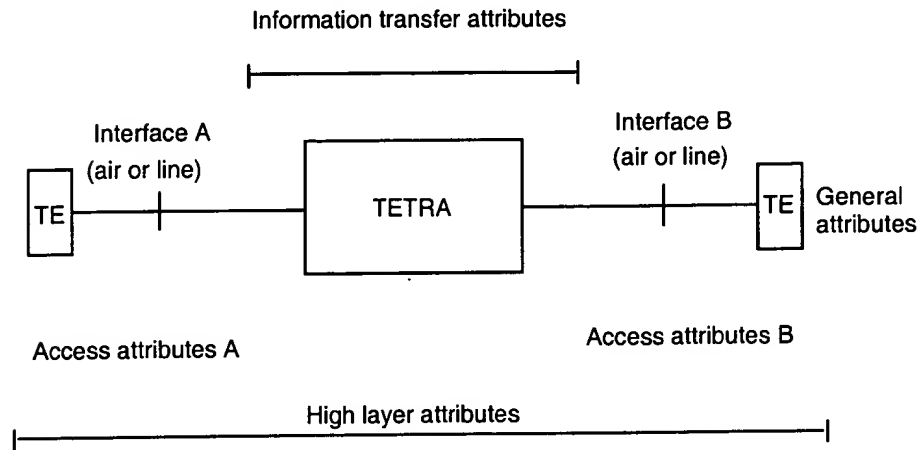 Information transfer attributes
Interface A
(air or line)
Interface B
(air or line)
TE
TETRA
TE
General
attributes
Access attributes A
Access attributes B
High layer attributes